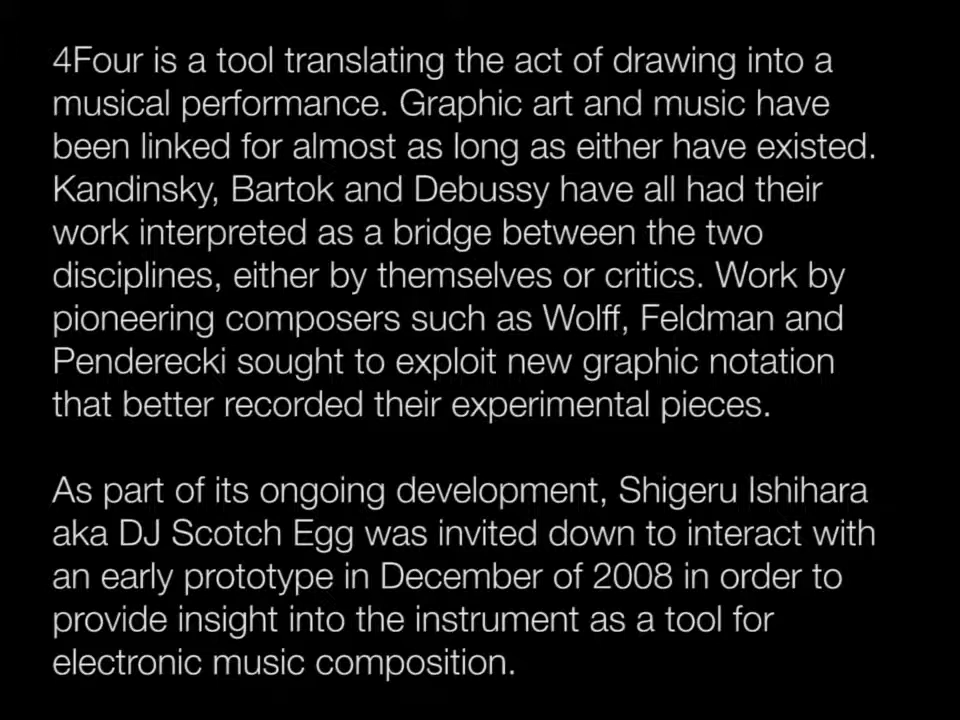 4Four is a tool translating the act of drawing into a
musical performance. Graphic art and music have
been linked for almost as long as either have existed.
Kandinsky, Bartok and Debussy have all had their
work interpreted as a bridge between the two
disciplines, either by themselves or critics. Work by
pioneering composers such as Wolff, Feldman and
Penderecki sought to exploit new graphic notation
that better recorded their experimental pieces.
As part of its ongoing development, Shigeru Ishihara
aka DJ Scotch Egg was invited down to interact with
an early prototype in December of 2008 in order to
provide insight into the instrument as a tool for
electronic music composition.